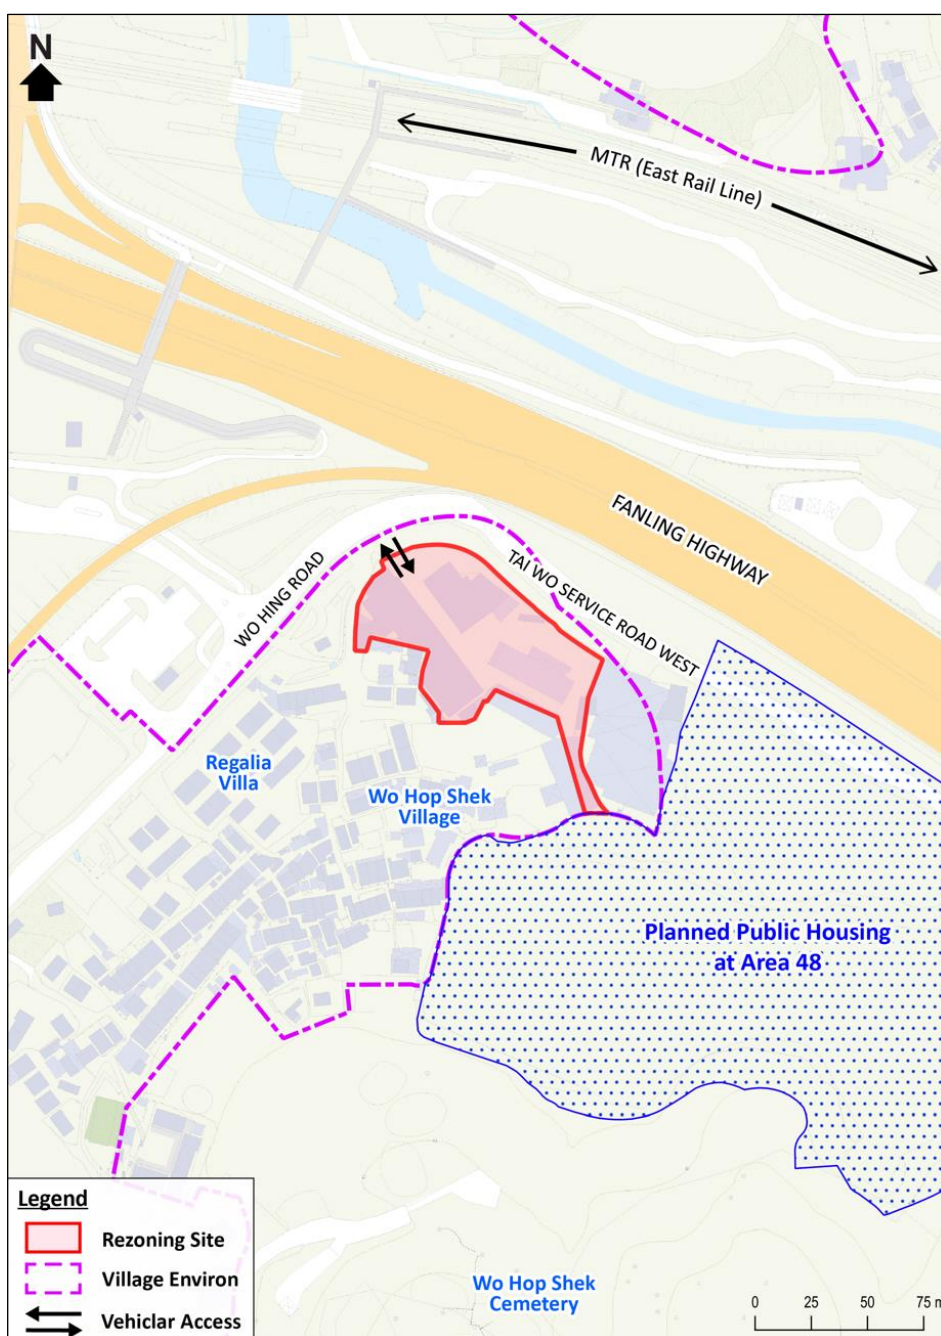 N
MTR (East Rail Line)
FANLING HIGHWAY
WO HING ROAD
TAI WO SERVICE ROAD WEST
Regalia
Villa
Wo Hop Shek
Village
Planned Public Housing
at Area 48
Wo Hop Shek
Cemetery
Legend
Rezoning Site
Village Environ
Vehiclar Access
0 25 50 75 m